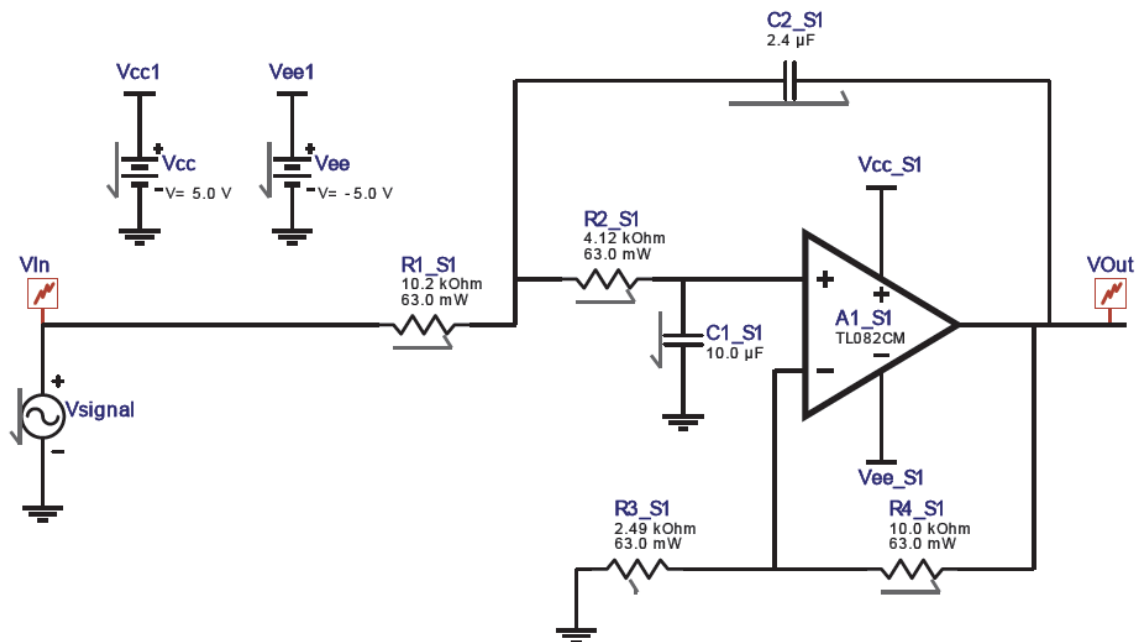 C2_S1
2.4 µF
Vcc1
Vee1
+
Vcc
-
V= 5.0 V
+
Vee
-
V= -5.0 V
Vcc_S1
R2_S1
4.12 kOhm
63.0 mW
VIn
R1_S1
10.2 kOhm
63.0 mW
VOut
+
+
A1_S1
TL082CM
−
−
C1_S1
10.0 µF
+
Vsignal
−
Vee_S1
R3_S1
2.49 kOhm
63.0 mW
R4_S1
10.0 kOhm
63.0 mW